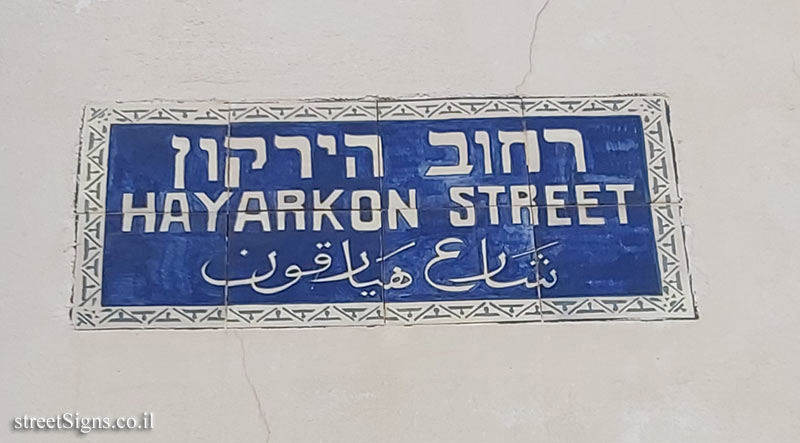 רחוב הירקון
HAYARKON STREET
شارع هيارقون
streetSigns.co.il